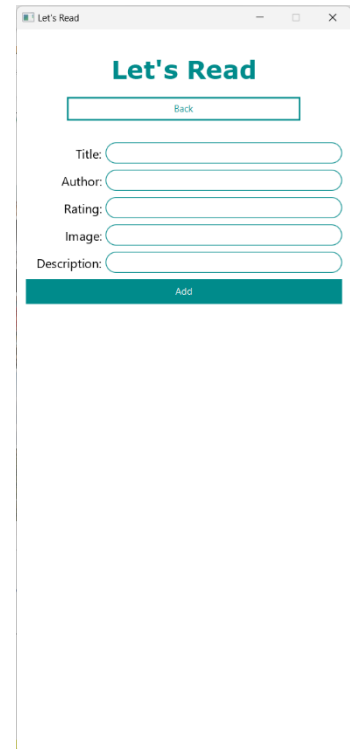 Let's Read
Let's Read
Back
Title:
Author:
Rating:
Image:
Description:
Add